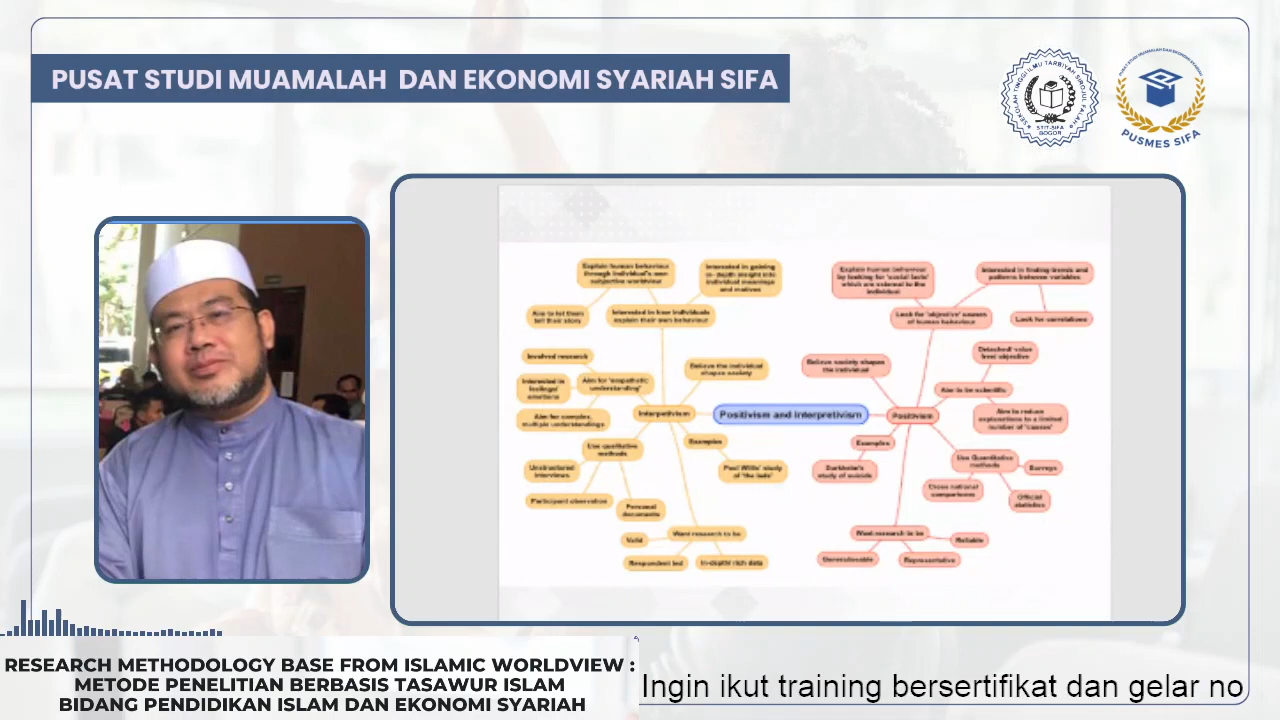 PUSAT STUDI MUAMALAH DAN EKONOMI SYARIAH SIFA
STIT-SIFA
BOGOR
PUSMES SIFA
Explain human behaviour
through individual's own
subjective worldview
Interested in gaining
in-depth insight into
individual meanings
and motives
Aim to let them
tell their story
Interested in how individuals
explain their own behaviour
Involved research
Interested in
feelings/
emotions
Aim for 'empathetic
understanding'
Believe the individual
shapes society
Aim for complex,
multiple understandings
Interpetivism
Use qualitative
methods
Examples
Unstructured
interviews
Paul Willis' study
of 'the lads'
Participant observation
Personal
documents
Valid
Want research to be
Respondent led
In-depth/ rich data
Positivism and Interpretivism
Explain human behaviour
by looking for 'social facts'
which are external to the
individual
Interested in finding trends and
patterns between variables
Look for 'objective' causes
of human behaviour
Look for correlations
Believe society shapes
the individual
Detached/ value
free/ objective
Aim to be scientific
Aim to reduce
explanations to a limited
number of 'causes'
Positivism
Examples
Durkheim's
study of suicide
Use Quantitative
methods
Surveys
Cross national
comparisons
Official
statistics
Want research to be
Reliable
Generalisable
Representative
RESEARCH METHODOLOGY BASE FROM ISLAMIC WORLDVIEW :
METODE PENELITIAN BERBASIS TASAWUR ISLAM
BIDANG PENDIDIKAN ISLAM DAN EKONOMI SYARIAH
Ingin ikut training bersertifikat dan gelar no